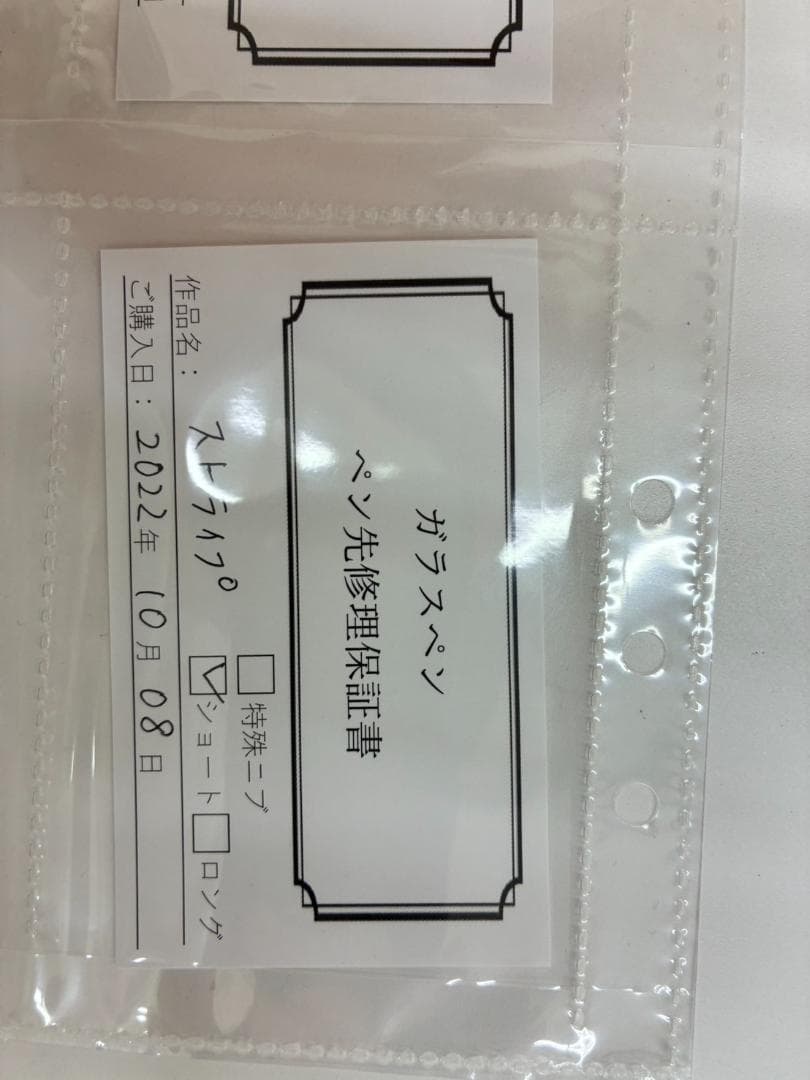 ガラスペン
ペン先修理保証書
□特殊ニブ
作品名： ストライプ ☑ショート□ロング
ご購入日：2022年 10月 08日